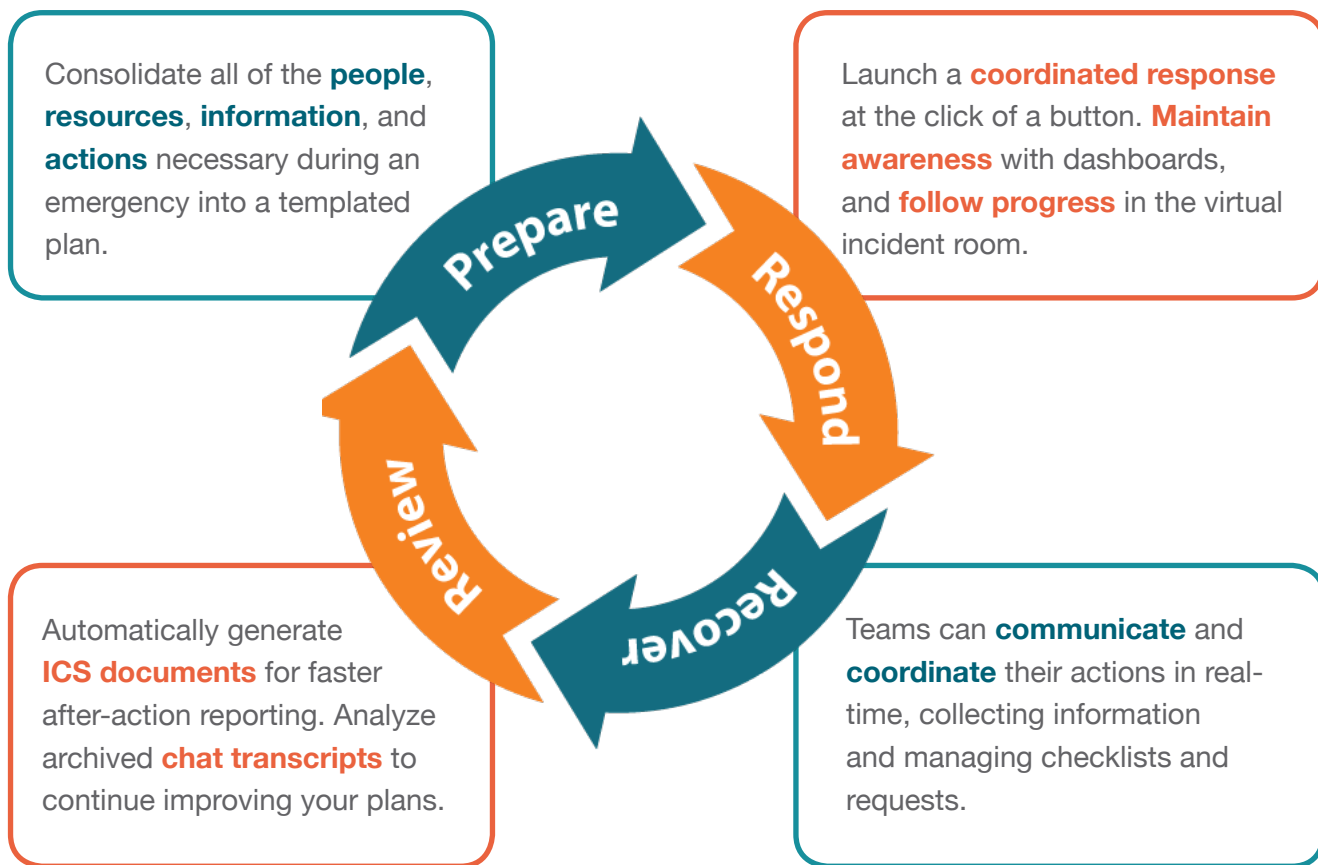 Consolidate all of the people,
resources, information, and
actions necessary during an
emergency into a templated
plan.
Launch a coordinated response
at the click of a button. Maintain
awareness with dashboards,
and follow progress in the virtual
incident room.
Prepare
Respond
Recover
Review
Automatically generate
ICS documents for faster
after-action reporting. Analyze
archived chat transcripts to
continue improving your plans.
Teams can communicate and
coordinate their actions in real-
time, collecting information
and managing checklists and
requests.